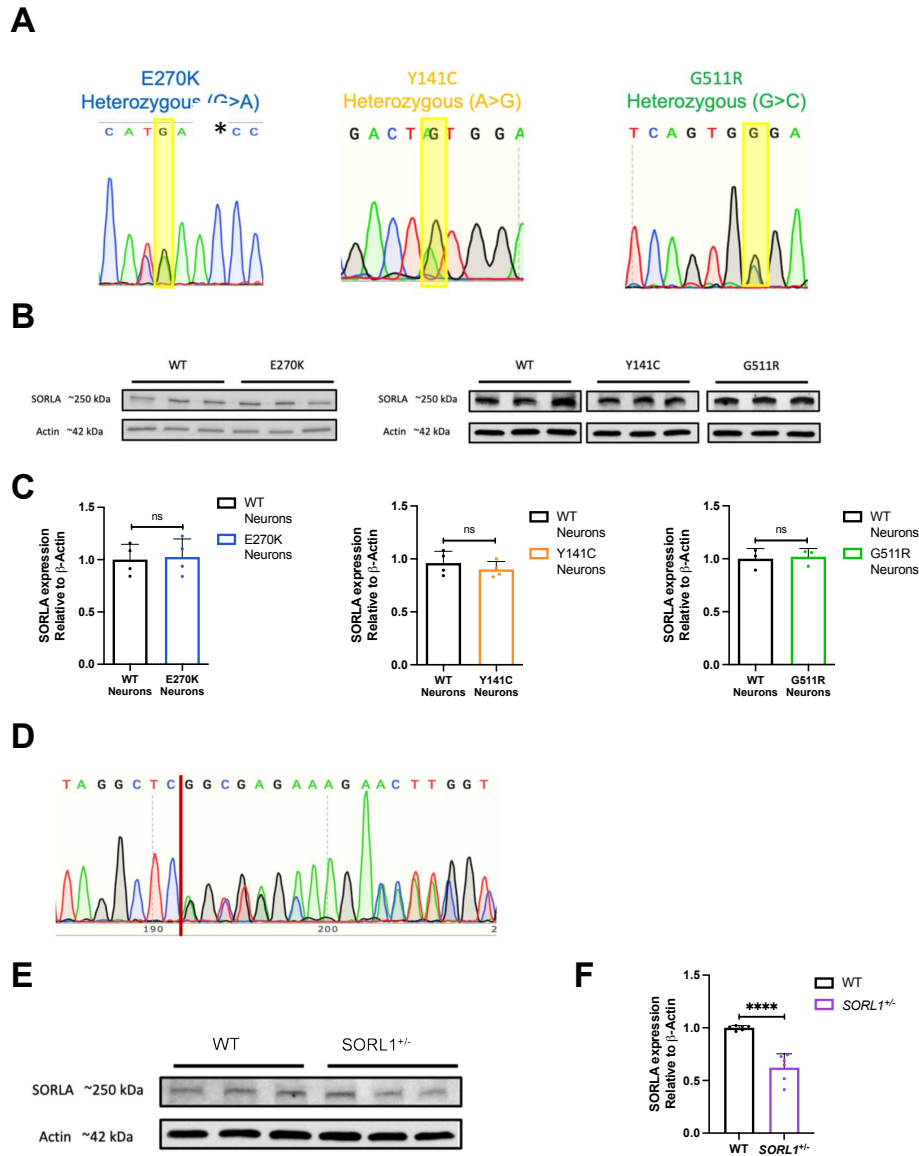 A
E270K
Heterozygous (G>A)
C A T G A * C C
Y141C
Heterozygous (A>G)
G A C T A G T G G A
G511R
Heterozygous (G>C)
T C A G T G G G A
B
WT E270K
SORLA ~250 kDa
Actin ~42 kDa
WT Y141C G511R
SORLA ~250 kDa
Actin ~42 kDa
C
SORLA expression
Relative to β-Actin
1.5
1.0
0.5
0.0
ns
WT
Neurons
E270K
Neurons
WT
Neurons
E270K
Neurons
SORLA expression
Relative to β-Actin
1.5
1.0
0.5
0.0
ns
WT
Neurons
Y141C
Neurons
WT
Neurons
Y141C
Neurons
SORLA expression
Relative to β-Actin
1.5
1.0
0.5
0.0
ns
WT
Neurons
G511R
Neurons
WT
Neurons
G511R
Neurons
D
T A G G C T C G G C G A G A A A G A A C T T G G T
190 200 2
E
WT SORL1+/-
SORLA ~250 kDa
Actin ~42 kDa
F
SORLA expression
Relative to β-Actin
1.5
1.0
0.5
0.0
****
WT
SORL1+/-
WT SORL1+/-